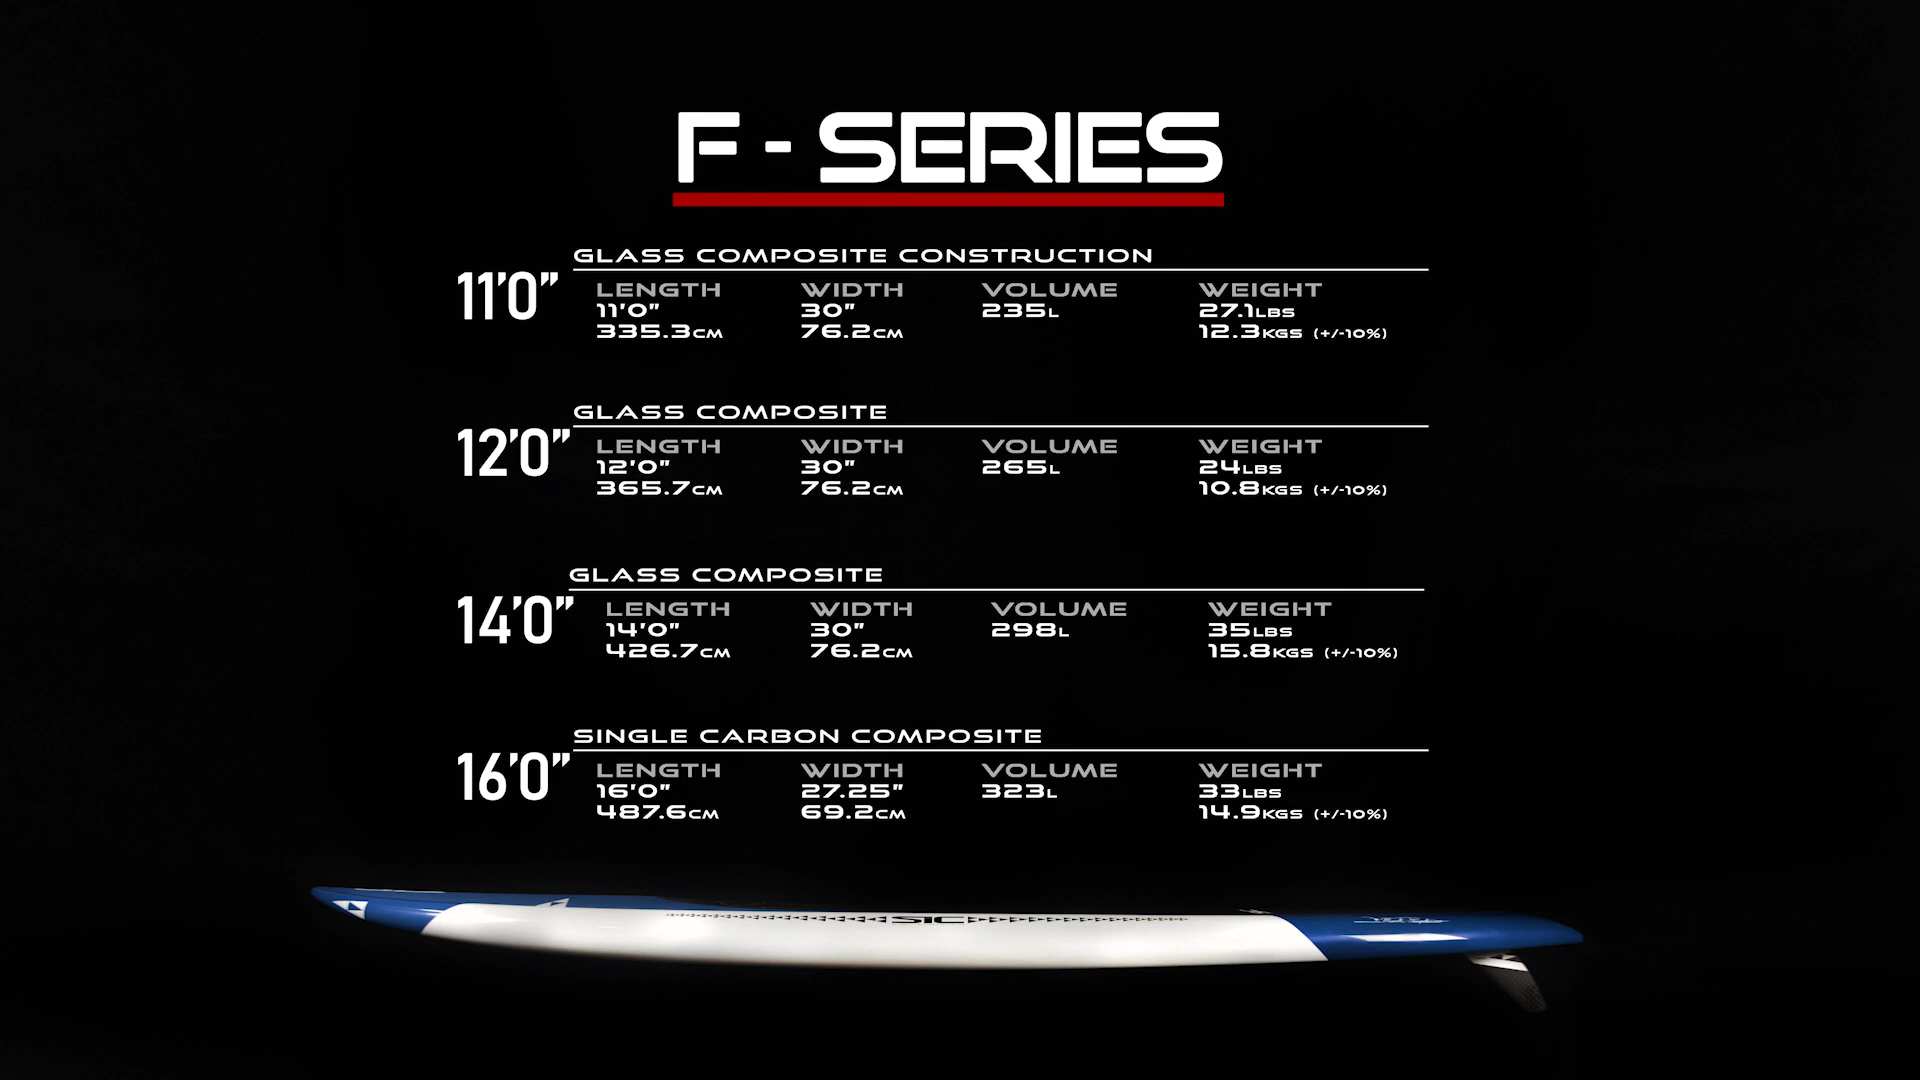 F - SERIES
GLASS COMPOSITE CONSTRUCTION
11'0"
LENGTH WIDTH VOLUME WEIGHT
11'0" 30" 235L 27.1LBS
335.3CM 76.2CM 12.3KGS (+/-10%)
GLASS COMPOSITE
12'0"
LENGTH WIDTH VOLUME WEIGHT
12'0" 30" 265L 24LBS
365.7CM 76.2CM 10.8KGS (+/-10%)
GLASS COMPOSITE
14'0"
LENGTH WIDTH VOLUME WEIGHT
14'0" 30" 298L 35LBS
426.7CM 76.2CM 15.8KGS (+/-10%)
SINGLE CARBON COMPOSITE
16'0"
LENGTH WIDTH VOLUME WEIGHT
16'0" 27.25" 323L 33LBS
487.6CM 69.2CM 14.9KGS (+/-10%)
SIC